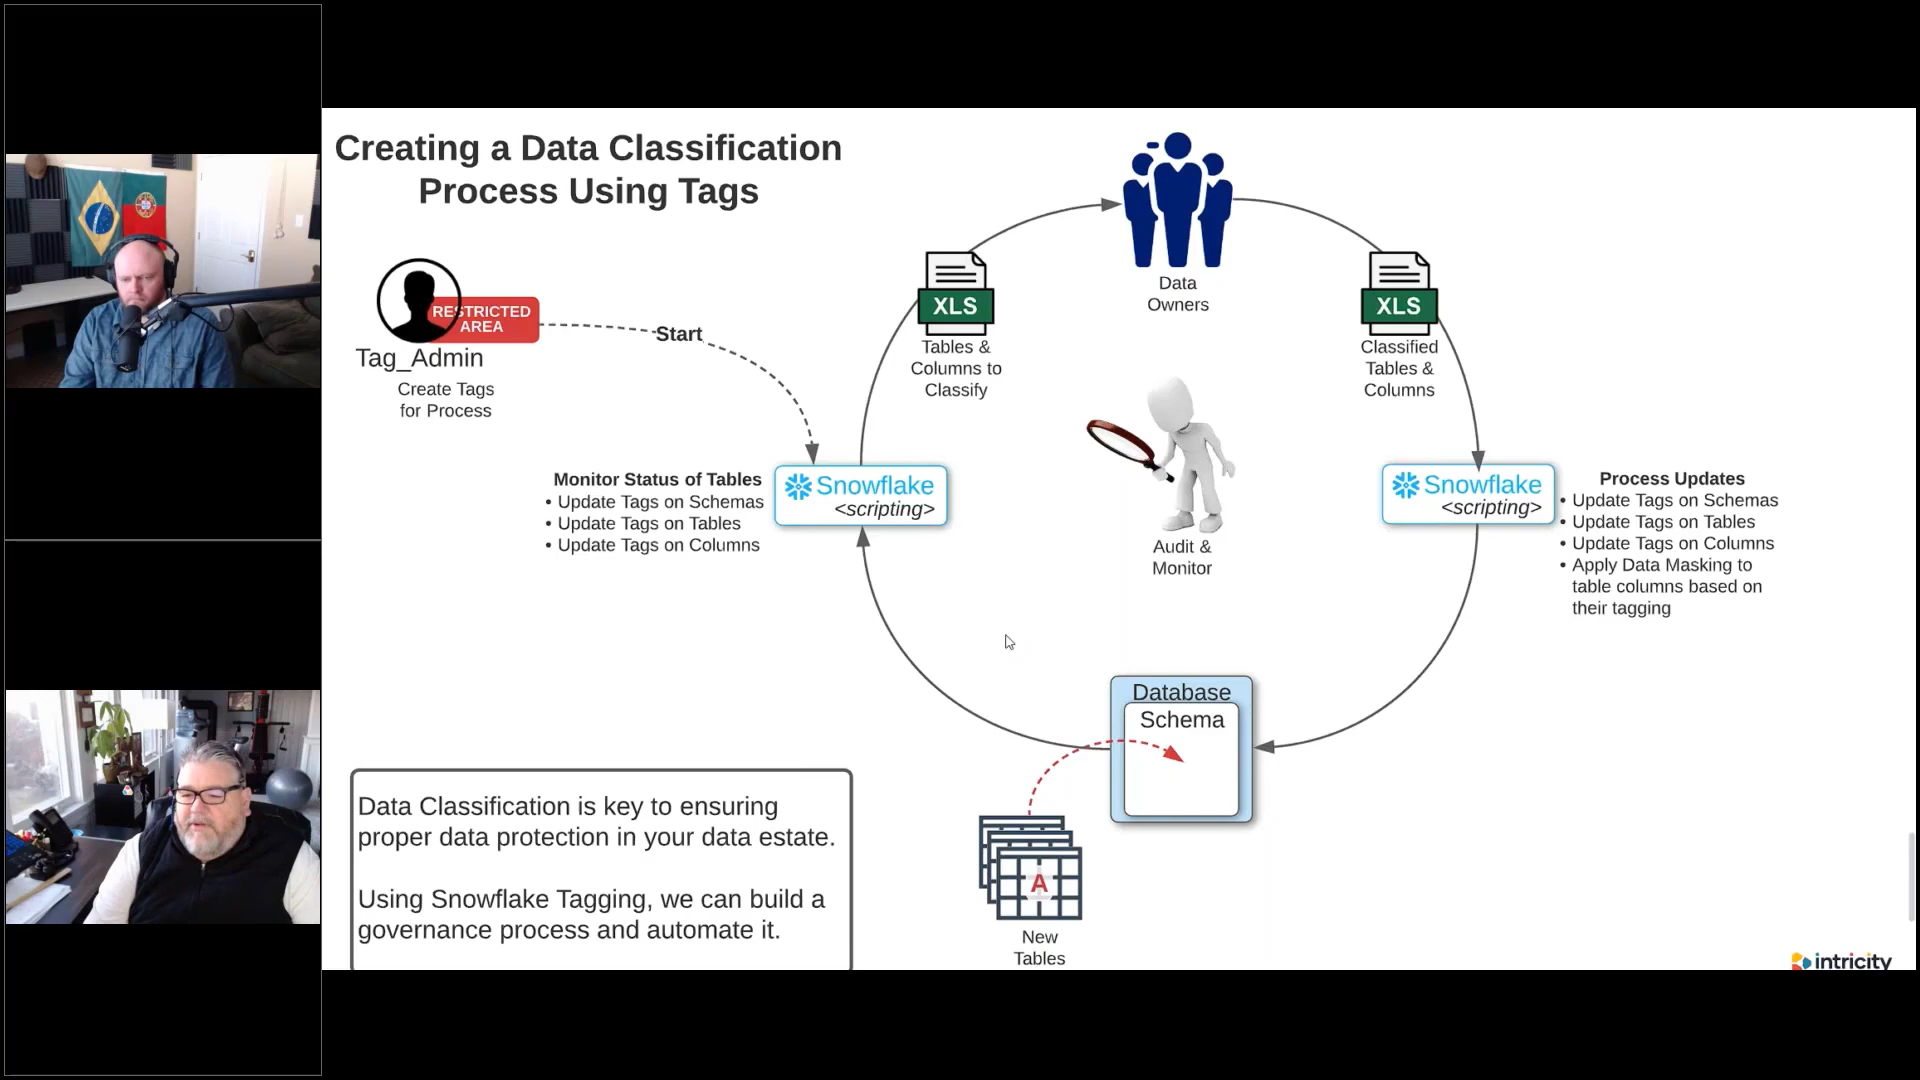 Creating a Data Classification
Process Using Tags
RESTRICTED
AREA
Tag_Admin
Create Tags
for Process
Start
Monitor Status of Tables
• Update Tags on Schemas
• Update Tags on Tables
• Update Tags on Columns
Snowflake
<scripting>
XLS
Tables &
Columns to
Classify
Data
Owners
XLS
Classified
Tables &
Columns
Audit &
Monitor
Snowflake
<scripting>
Process Updates
• Update Tags on Schemas
• Update Tags on Tables
• Update Tags on Columns
• Apply Data Masking to
table columns based on
their tagging
Database
Schema
A
New
Tables
Data Classification is key to ensuring
proper data protection in your data estate.
Using Snowflake Tagging, we can build a
governance process and automate it.
intricity